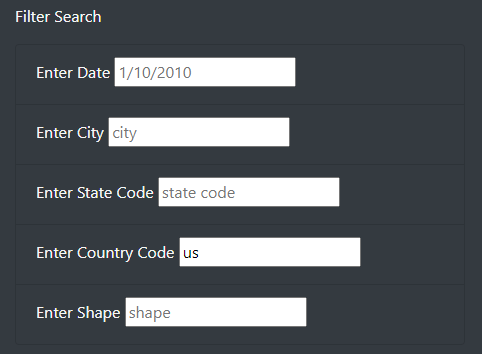 Filter Search
Enter Date 1/10/2010
Enter City city
Enter State Code state code
Enter Country Code us
Enter Shape shape